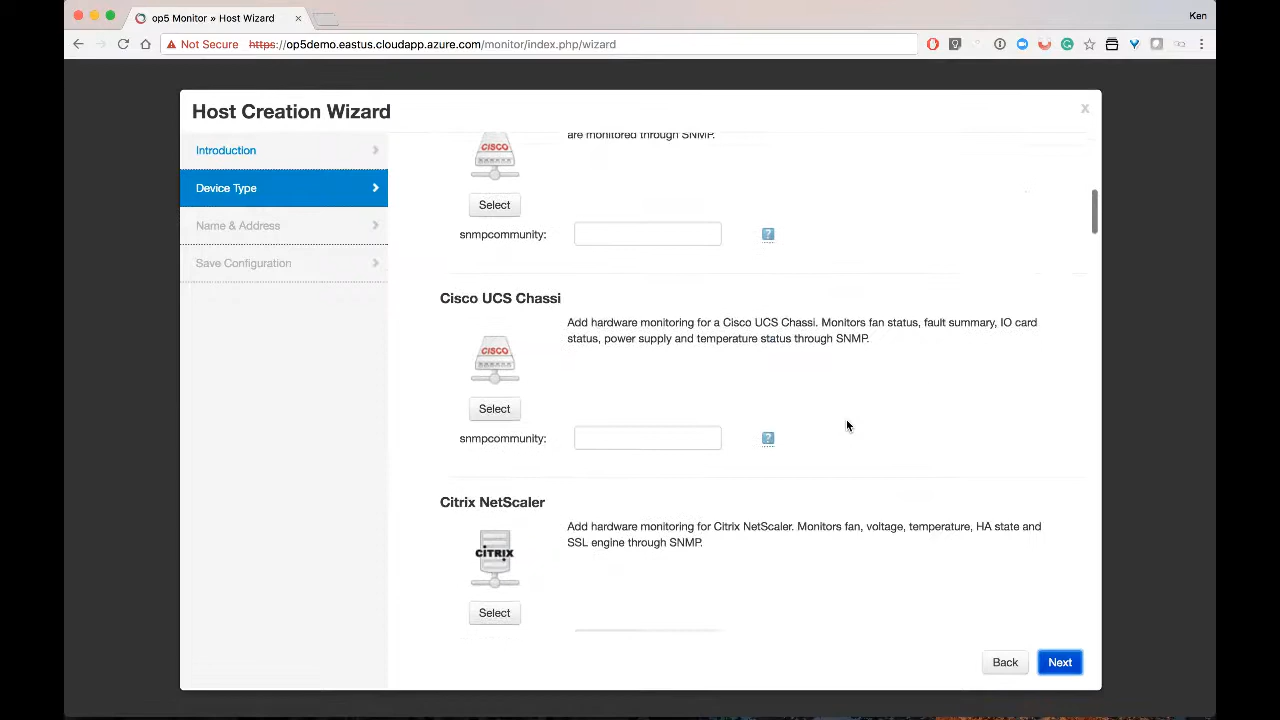 op5 Monitor » Host Wizard
Ken
Not Secure https://op5demo.eastus.cloudapp.azure.com/monitor/index.php/wizard
Host Creation Wizard
x
Introduction
Device Type
Name & Address
Save Configuration
are monitored through SNMP.
CISCO
Select
snmpcommunity:
?
Cisco UCS Chassi
Add hardware monitoring for a Cisco UCS Chassi. Monitors fan status, fault summary, IO card
status, power supply and temperature status through SNMP.
CISCO
Select
snmpcommunity:
?
Citrix NetScaler
Add hardware monitoring for Citrix NetScaler. Monitors fan, voltage, temperature, HA state and
SSL engine through SNMP.
CITRIX
Select
Back
Next